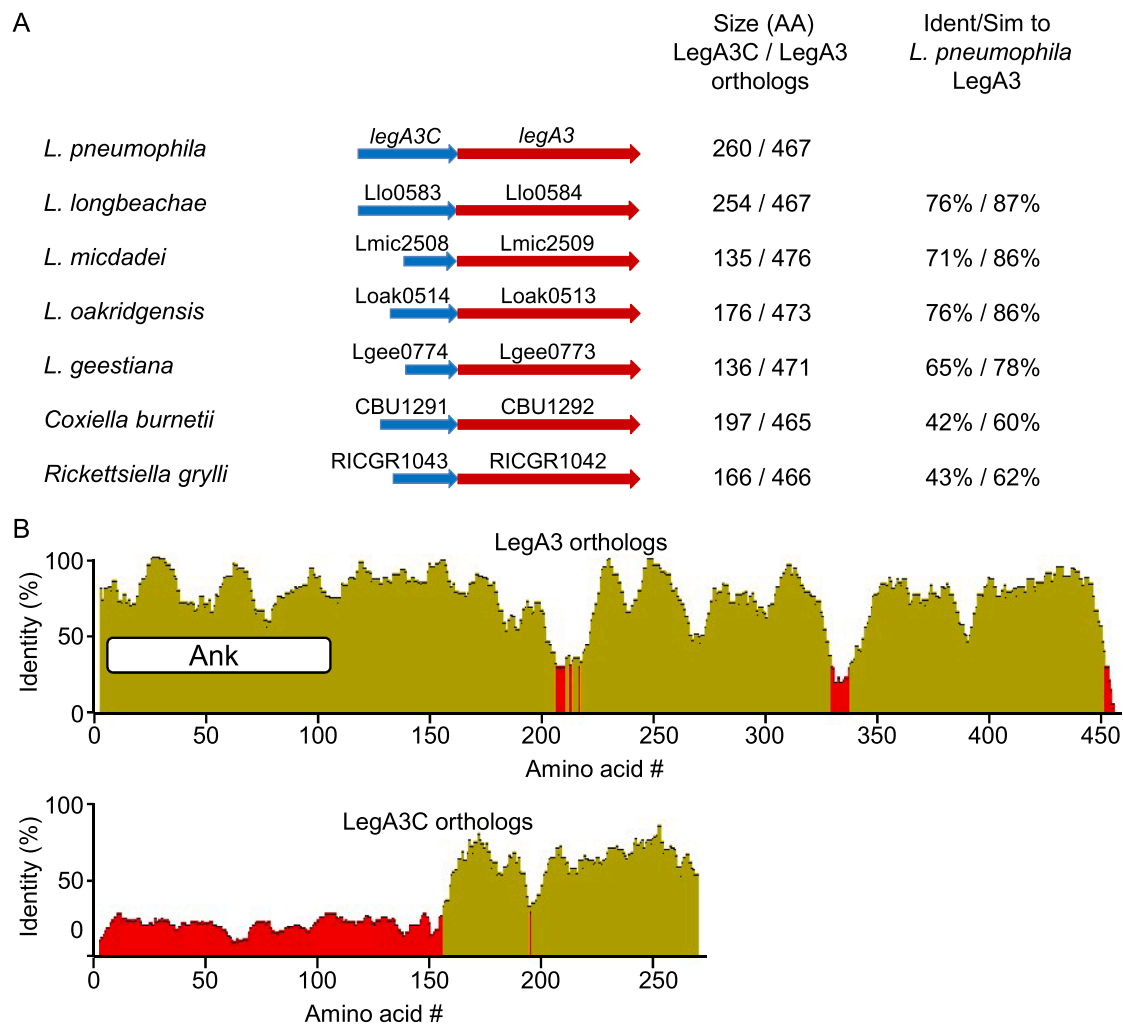 A
Size (AA)
LegA3C / LegA3
orthologs
Ident/Sim to
L. pneumophila
LegA3
L. pneumophila legA3C legA3 260 / 467
L. longbeachae Llo0583 Llo0584 254 / 467 76% / 87%
L. micdadei Lmic2508 Lmic2509 135 / 476 71% / 86%
L. oakridgensis Loak0514 Loak0513 176 / 473 76% / 86%
L. geestiana Lgee0774 Lgee0773 136 / 471 65% / 78%
Coxiella burnetii CBU1291 CBU1292 197 / 465 42% / 60%
Rickettsiella grylli RICGR1043 RICGR1042 166 / 466 43% / 62%
B
LegA3 orthologs
Identity (%)
100
50
0
Ank
0 50 100 150 200 250 300 350 400 450
Amino acid #
LegA3C orthologs
Identity (%)
100
50
0
0 50 100 150 200 250
Amino acid #